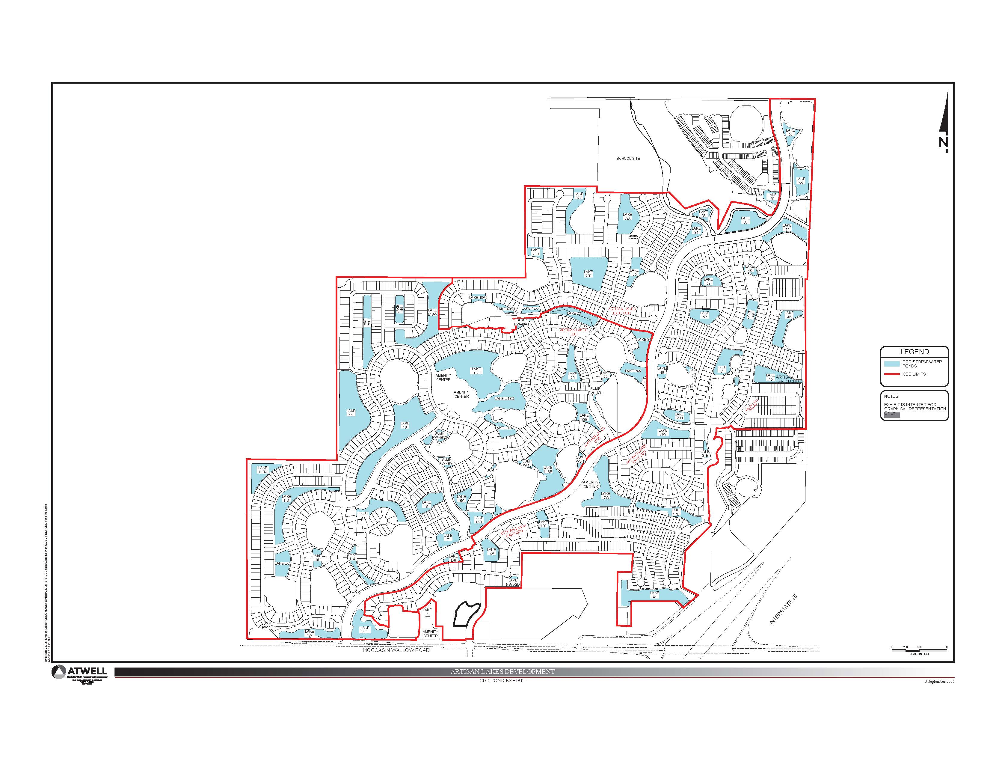 SCHOOL SITE
LAKE
56
LAKE
55
LAKE
60
LAKE
37A
LAKE
23A
LAKE
35
LAKE
37
LAKE
34
LAKE
47
AMENITY
CENTER
LAKE
23C
LAKE
23B
LAKE
25
LAKE
53
LAKE
48
LAKE 48A2
LAKE 48A3
LAKE 48A4
LAKE 23
ARTISAN LAKES
EAST CDD
LAKE
44
LAKE
L18-N
LAKE
13
SUMP
PW-48A1
ARTISAN LAKES
CDD
LAKE
52
LAKE
49
LAKE
46
LAKE 24
LAKE
L18-C
AMENITY
CENTER
AMENITY
CENTER
LAKE L-18D
LAKE
20
LAKE
22
LAKE 24A
LAKE
40
LAKE
43
SUMP
LAKE
51
LAKE
50
LAKE
45
ARTISAN
LAKES CDD
SUMP
PW-16B1
LAKE
11
LAKE
10
LAKE
22B
LAKE
21N
LAKE 18W
LAKE
21W
SUMP
PW-46A2
ARTISAN LAKES
CDD
ARTISAN LAKES
EAST CDD
LAKE
21E
SUMP
PW-46A1
SUMP
W-10
SUMP
PW-13
SUMP
A
LAKE
L18E
LAKE
L-3N
AMENITY
CENTER
LAKE
L-3
LAKE
17W
LAKE
8
LAKE
15C
LAKE
L-9
LAKE
15B
LAKE
18S
LAKE
17E
ARTISAN LAKES
EAST CDD
LAKE
7
LAKE
15A
LAKE
L-6
LAKE L-2
LAKE
16
LAKE
L-4
LAKE
PSW-2D
LAKE
41
LAKE
5
SUMP
PW-1
LAKE
1W
LAKE
1E
AMENITY
CENTER
MOCCASIN WALLOW ROAD
INTERSTATE 75
N
LEGEND
CDD STORMWATER
PONDS
CDD LIMITS
NOTES:
EXHIBIT IS INTENTED FOR
GRAPHICAL REPRESENTATION
ONLY
0 200 400 800
SCALE IN FEET
ATWELL
ARTISAN LAKES DEVELOPMENT
CDD POND EXHIBIT
3 September 2026